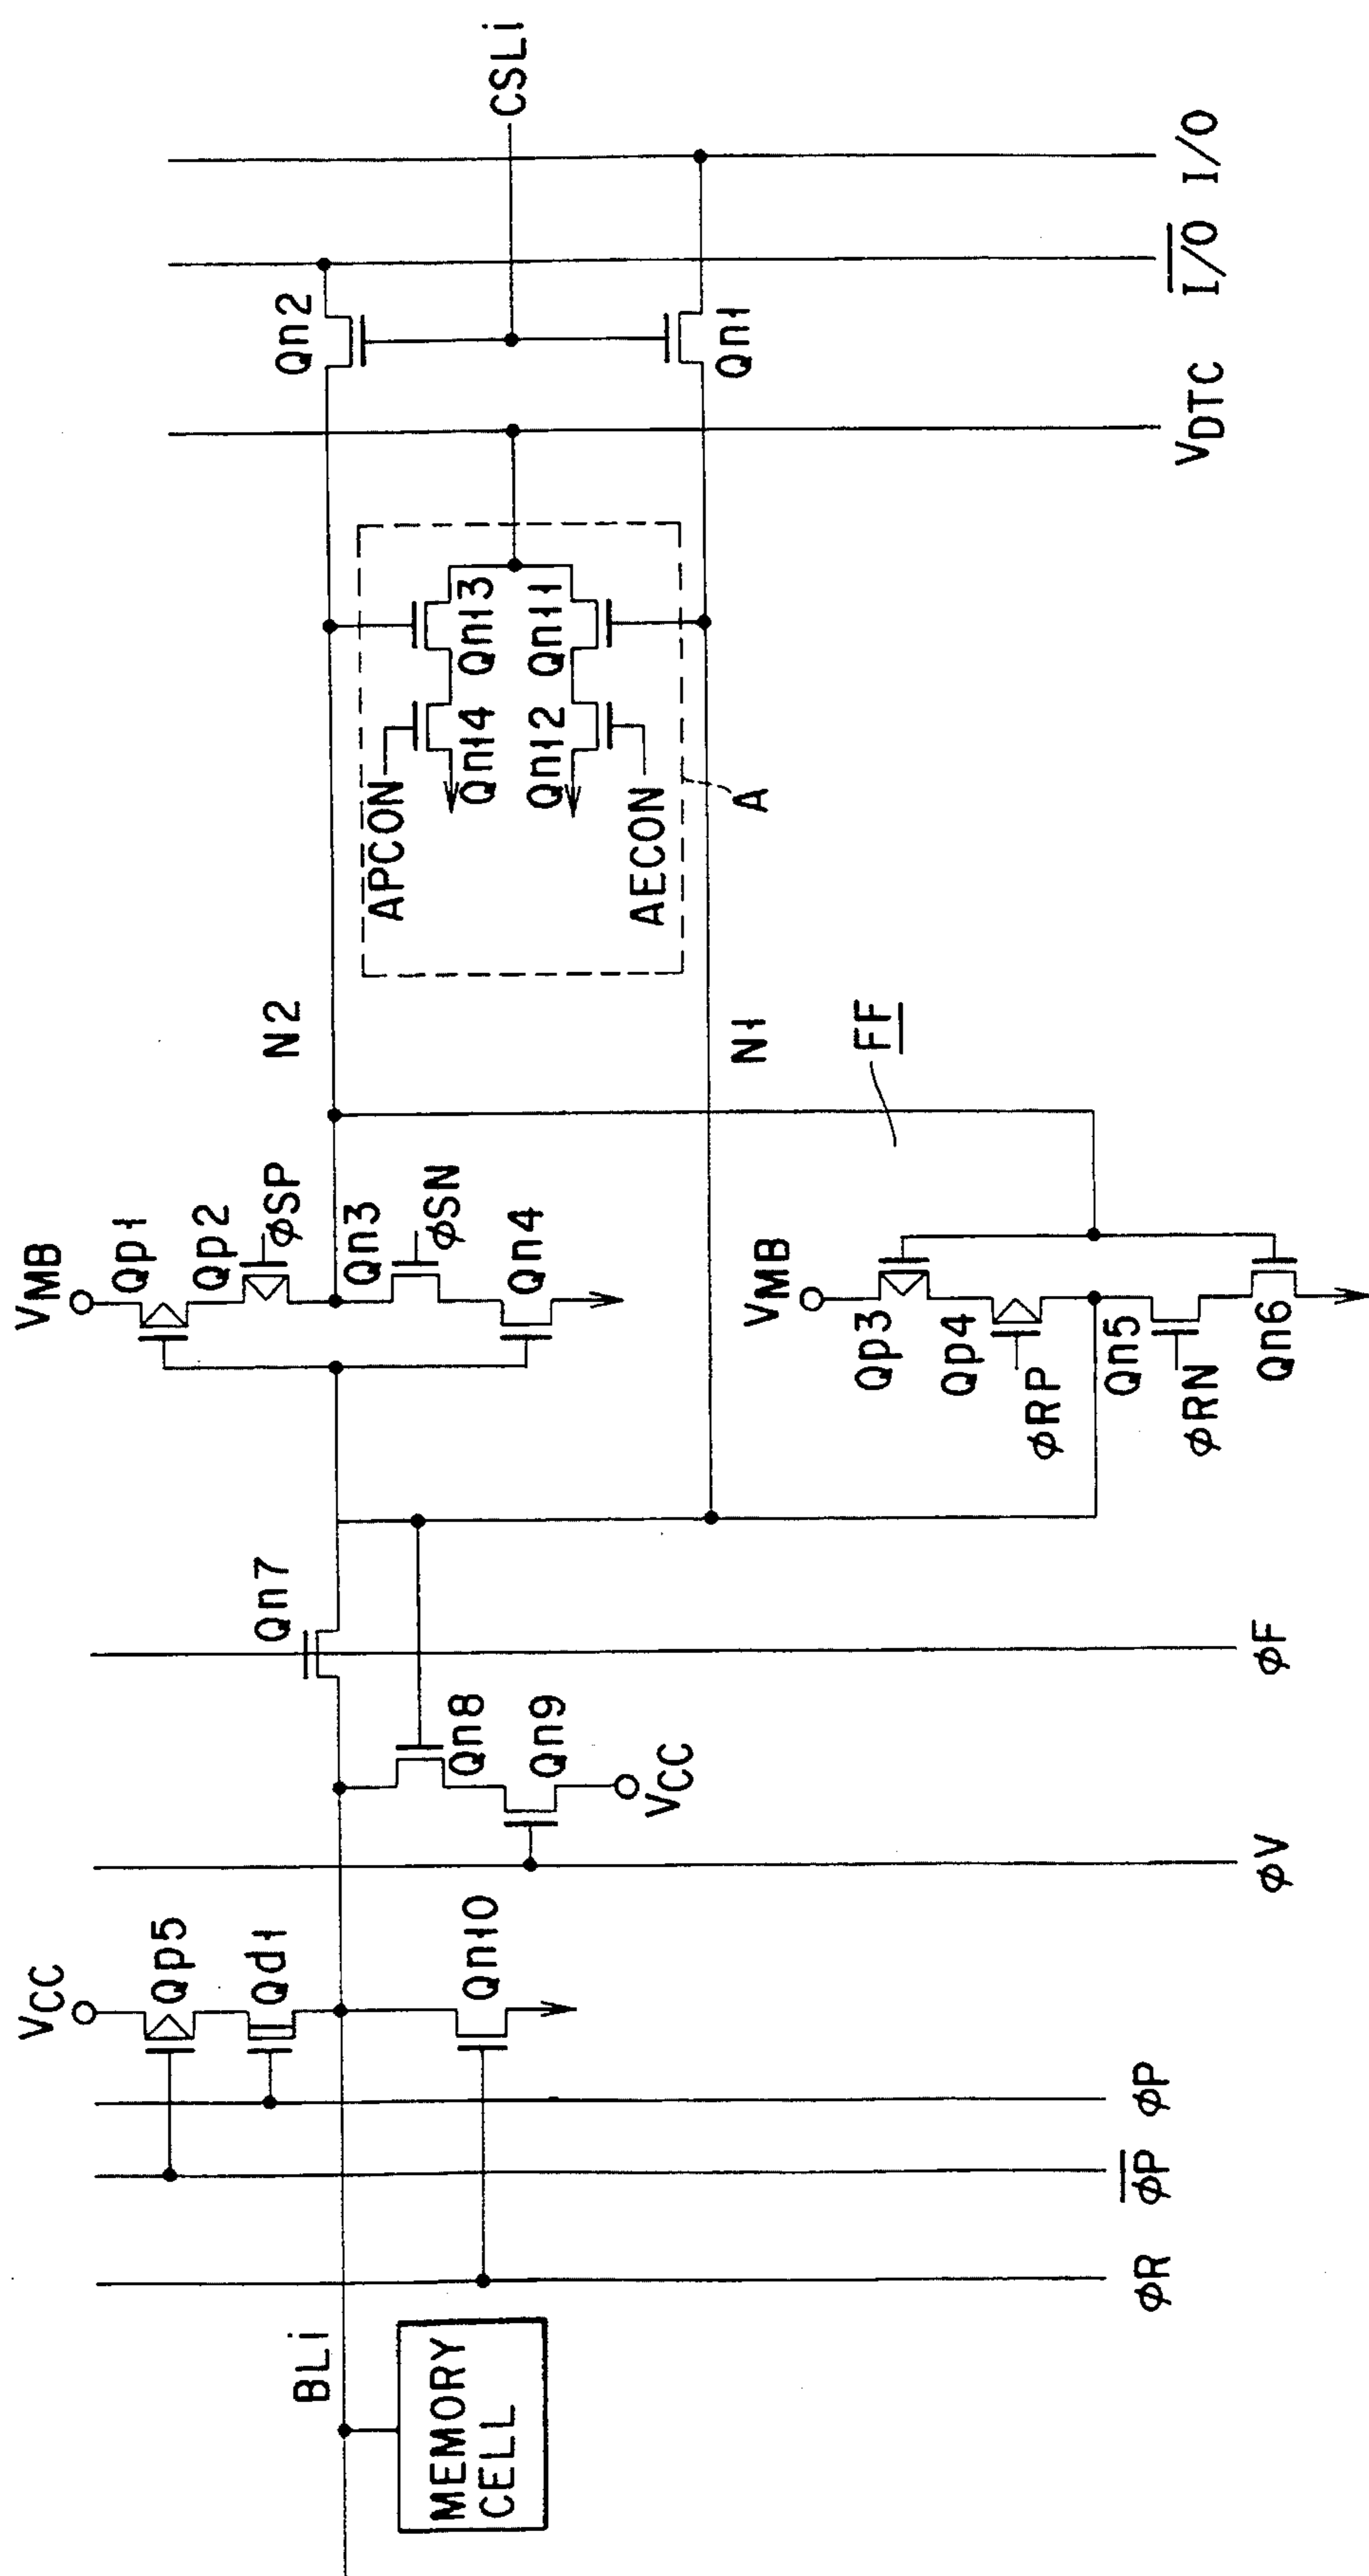 BLi
MEMORY
CELL
φR
φP̅
φP
VCC
Qp5
Qd1
Qn10
φV
Qn8
Qn9
VCC
φF
Qn7
VMB
Qp1
Qp2
φSP
Qn3
φSN
Qn4
VMB
Qp3
Qp4
φRP
Qn5
φRN
Qn6
FF
N2
N1
APCON
Qn14
Qn13
Qn12
Qn11
AECON
A
VDTC
Qn2
Qn1
CSLi
I/O̅
I/O